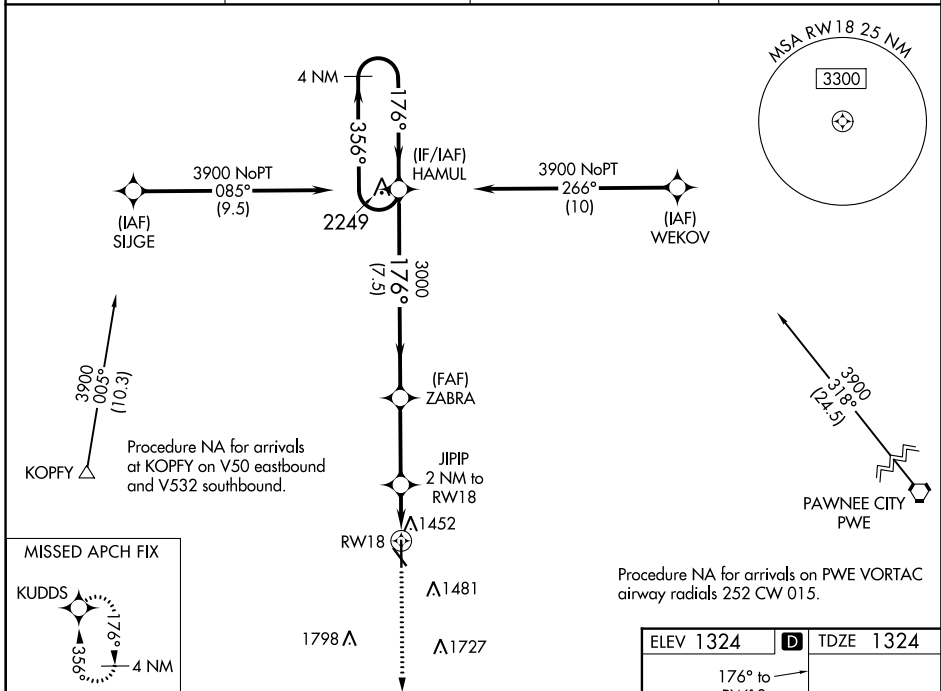 MSA RW18 25 NM
3300
4 NM
176°
356°
(IF/IAF)
HAMUL
3900 NoPT
085°
(9.5)
(IAF)
SIJGE
2249
3900 NoPT
266°
(10)
(IAF)
WEKOV
3000
176°
(7.5)
3900
005°
(10.3)
KOPFY
Procedure NA for arrivals
at KOPFY on V50 eastbound
and V532 southbound.
(FAF)
ZABRA
JIPIP
2 NM to
RW18
3900
318°
(24.5)
PAWNEE CITY
PWE
1452
RW18
1481
1798
1727
MISSED APCH FIX
KUDDS
176°
356°
4 NM
Procedure NA for arrivals on PWE VORTAC
airway radials 252 CW 015.
ELEV 1324 D TDZE 1324
176° to